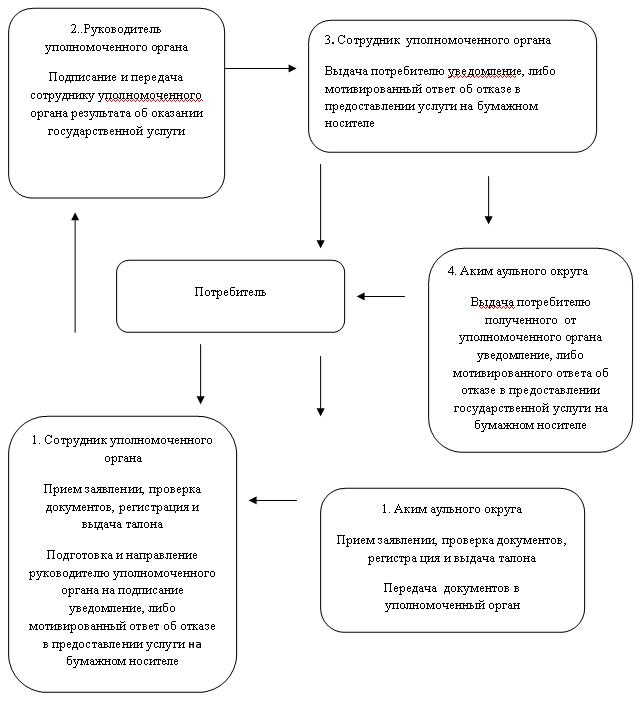 2..Руководитель
уполномоченного органа
Подписание и передача
сотруднику уполномоченного
органа результата об оказании
государственной услуги
3. Сотрудник уполномоченного органа
Выдача потребителю уведомление, либо
мотивированный ответ об отказе в
предоставлении услуги на бумажном
носителе
Потребитель
4. Аким аульного округа
Выдача потребителю
полученного от
уполномоченного органа
уведомление, либо
мотивированного ответа об
отказе в предоставлении
государственной услуги на
бумажном носителе
1. Сотрудник уполномоченного
органа
Прием заявлении, проверка
документов, регистрация и
выдача талона
Подготовка и направление
руководителю уполномоченного
органа на подписание
уведомление, либо
мотивированный ответ об отказе
в предоставлении услуги на
бумажном носителе
1. Аким аульного округа
Прием заявлении, проверка документов,
регистра ция и выдача талона
Передача документов в
уполномоченный орган